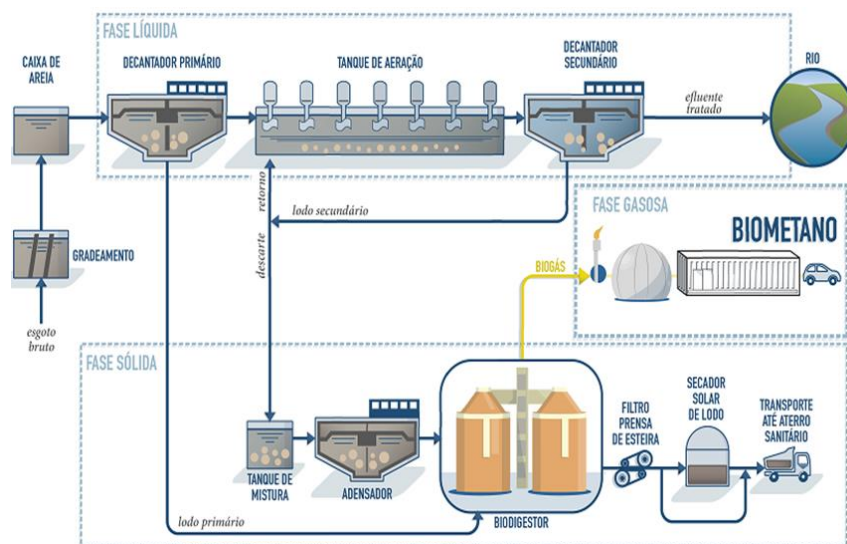 FASE LÍQUIDA
CAIXA DE
AREIA
DECANTADOR PRIMÁRIO
TANQUE DE AERAÇÃO
DECANTADOR
SECUNDÁRIO
RIO
efluente
tratado
retorno
lodo secundário
descarte
GRADEAMENTO
esgoto
bruto
FASE GASOSA
BIOMETANO
BIOGÁS
FASE SÓLIDA
TANQUE DE
MISTURA
ADENSADOR
BIODIGESTOR
FILTRO
PRENSA
DE ESTEIRA
SECADOR
SOLAR
DE LODO
TRANSPORTE
ATÉ ATERRO
SANITÁRIO
lodo primário